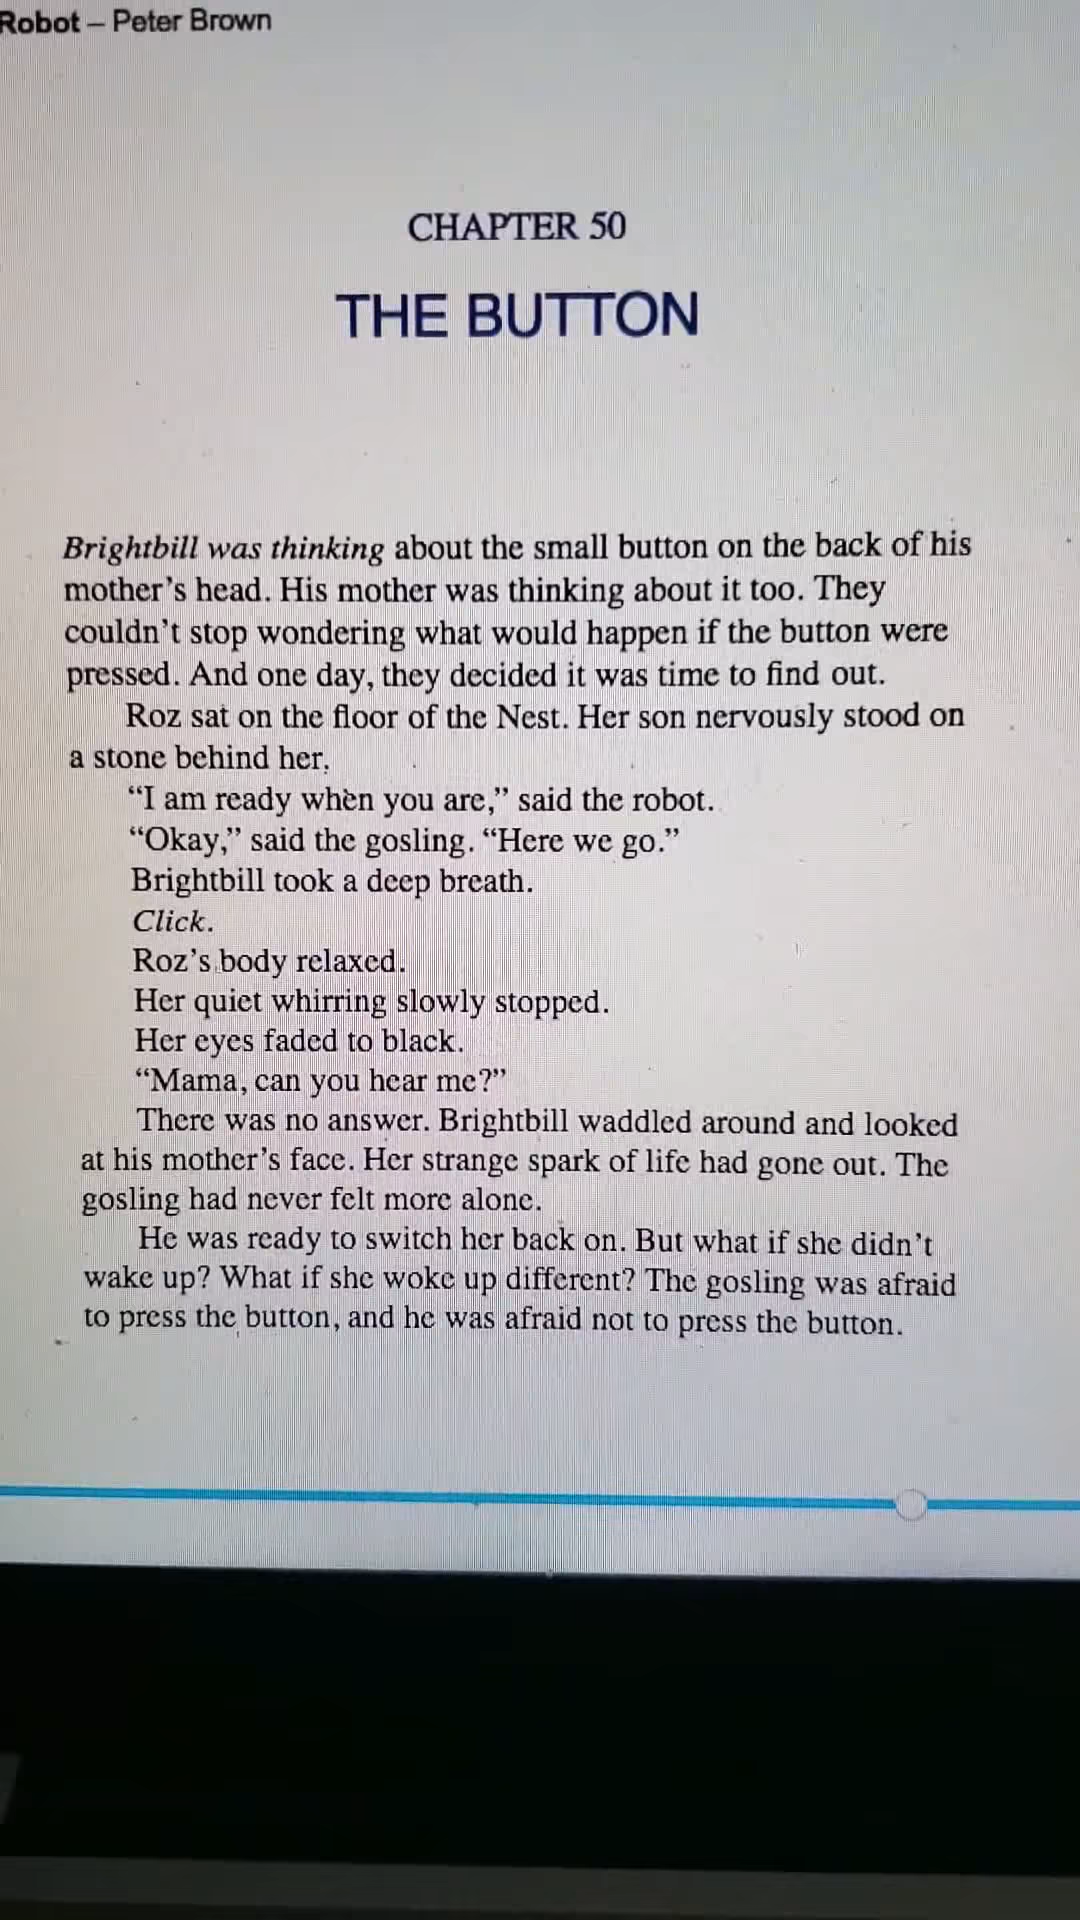 Robot – Peter Brown
CHAPTER 50
THE BUTTON
Brightbill was thinking about the small button on the back of his
mother’s head. His mother was thinking about it too. They
couldn’t stop wondering what would happen if the button were
pressed. And one day, they decided it was time to find out.
Roz sat on the floor of the Nest. Her son nervously stood on
a stone behind her.
“I am ready when you are,” said the robot.
“Okay,” said the gosling. “Here we go.”
Brightbill took a deep breath.
Click.
Roz’s body relaxed.
Her quiet whirring slowly stopped.
Her eyes faded to black.
“Mama, can you hear me?”
There was no answer. Brightbill waddled around and looked
at his mother’s face. Her strange spark of life had gone out. The
gosling had never felt more alone.
He was ready to switch her back on. But what if she didn’t
wake up? What if she woke up different? The gosling was afraid
to press the button, and he was afraid not to press the button.